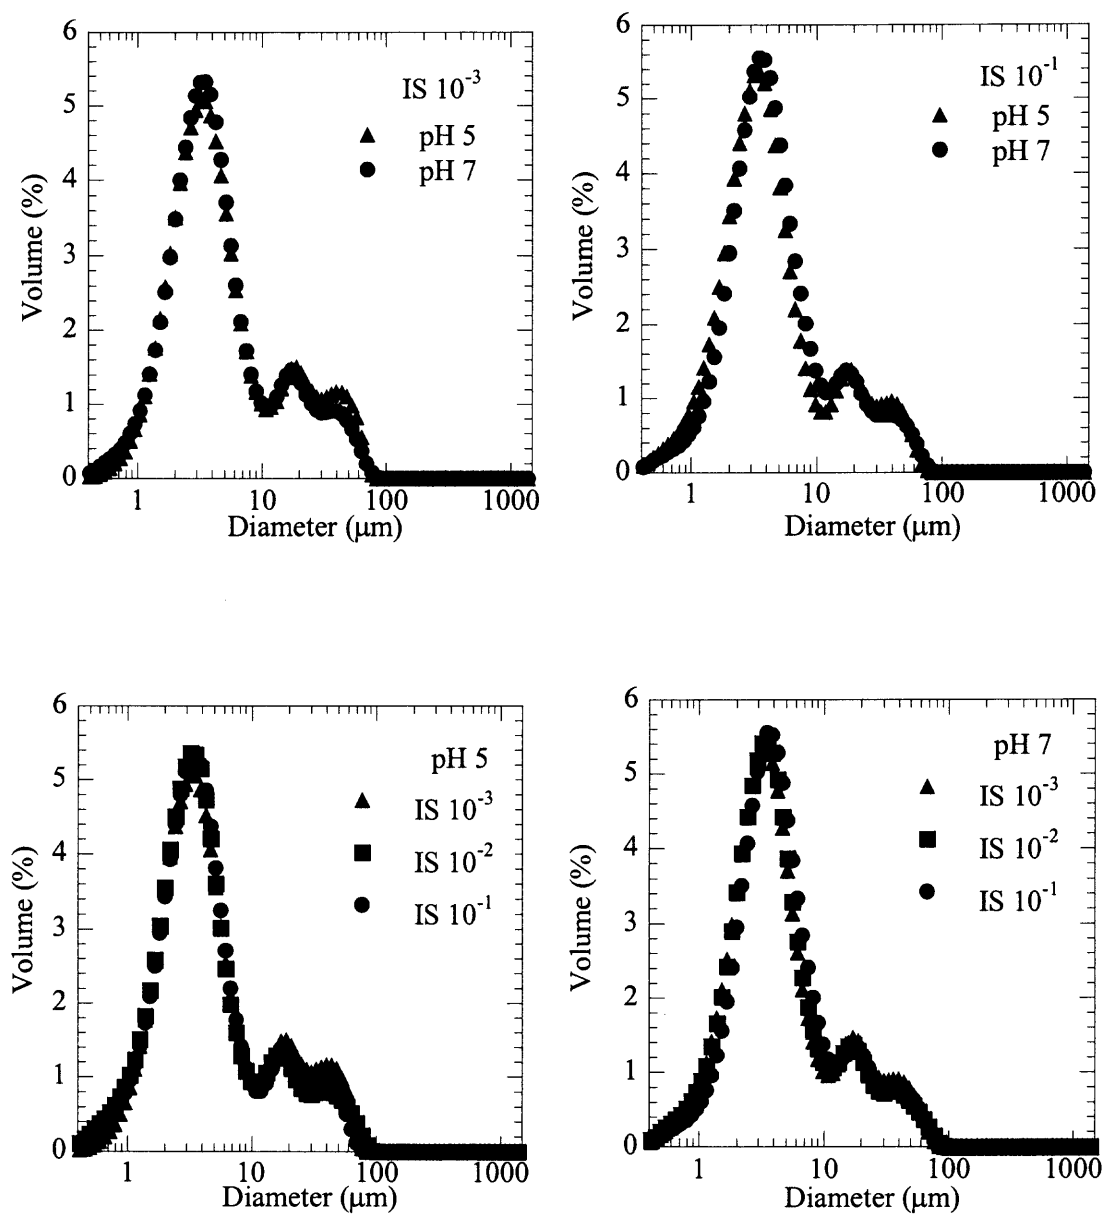 6
5
4
3
2
1
0
Volume (%)
IS 10⁻³
pH 5
pH 7
1 10 100 1000
Diameter (μm)
6
5
4
3
2
1
0
Volume (%)
IS 10⁻¹
pH 5
pH 7
1 10 100 1000
Diameter (μm)
6
5
4
3
2
1
0
Volume (%)
pH 5
IS 10⁻³
IS 10⁻²
IS 10⁻¹
1 10 100 1000
Diameter (μm)
6
5
4
3
2
1
0
Volume (%)
pH 7
IS 10⁻³
IS 10⁻²
IS 10⁻¹
1 10 100 1000
Diameter (μm)